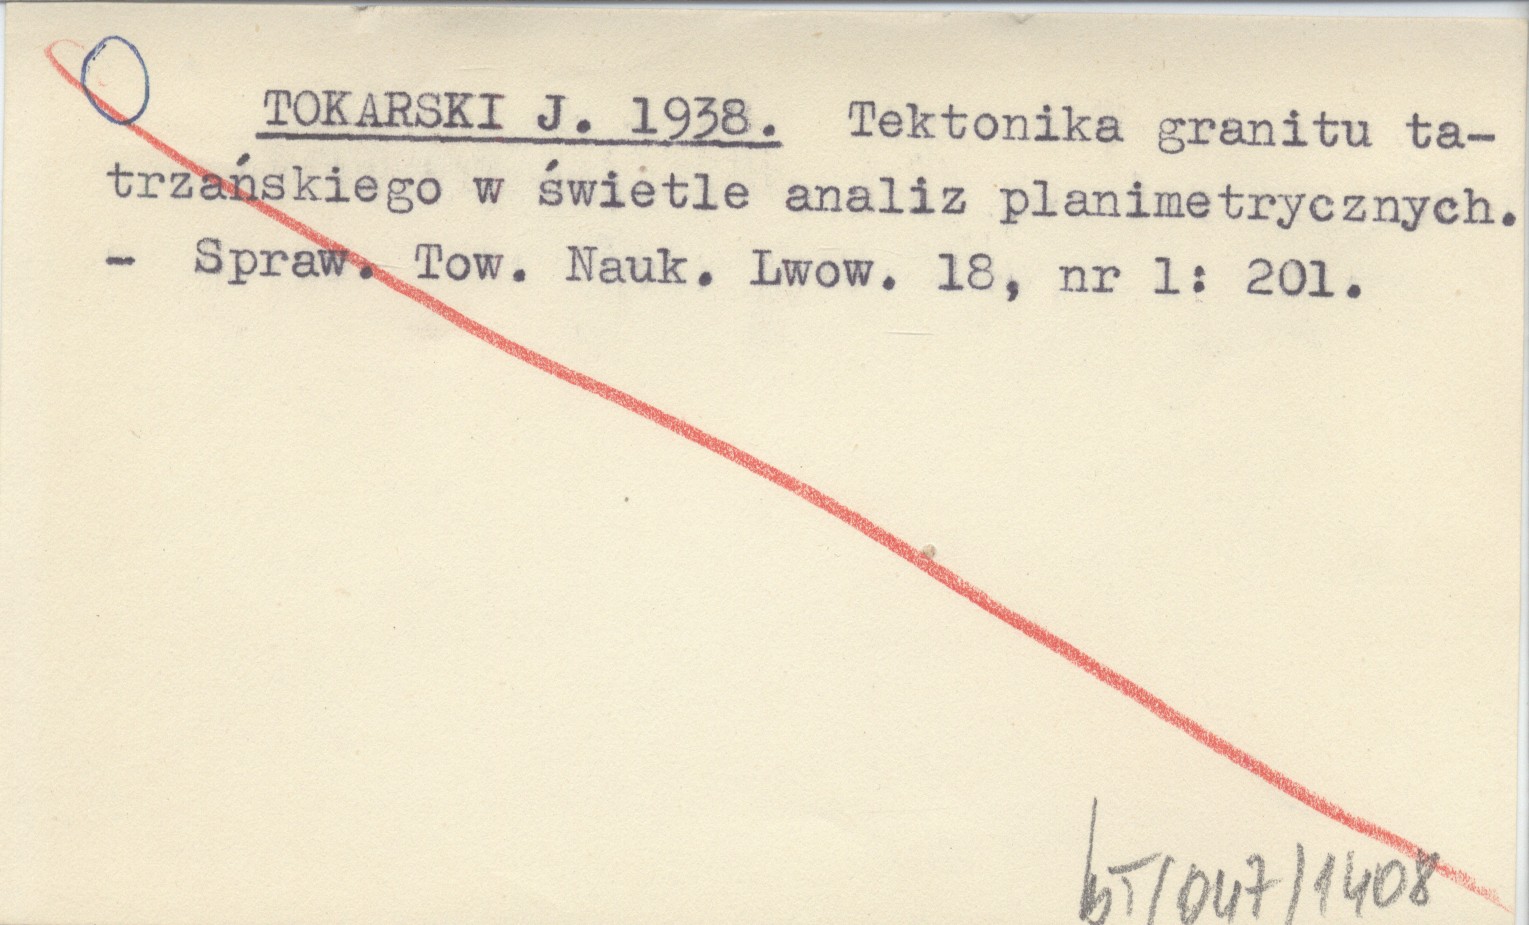 TOKARSKI J. 1938. Tektonika granitu ta-
trzańskiego w świetle analiz planimetrycznych.
- Spraw. Tow. Nauk. Lwow. 18, nr 1: 201.
bT/047/1408